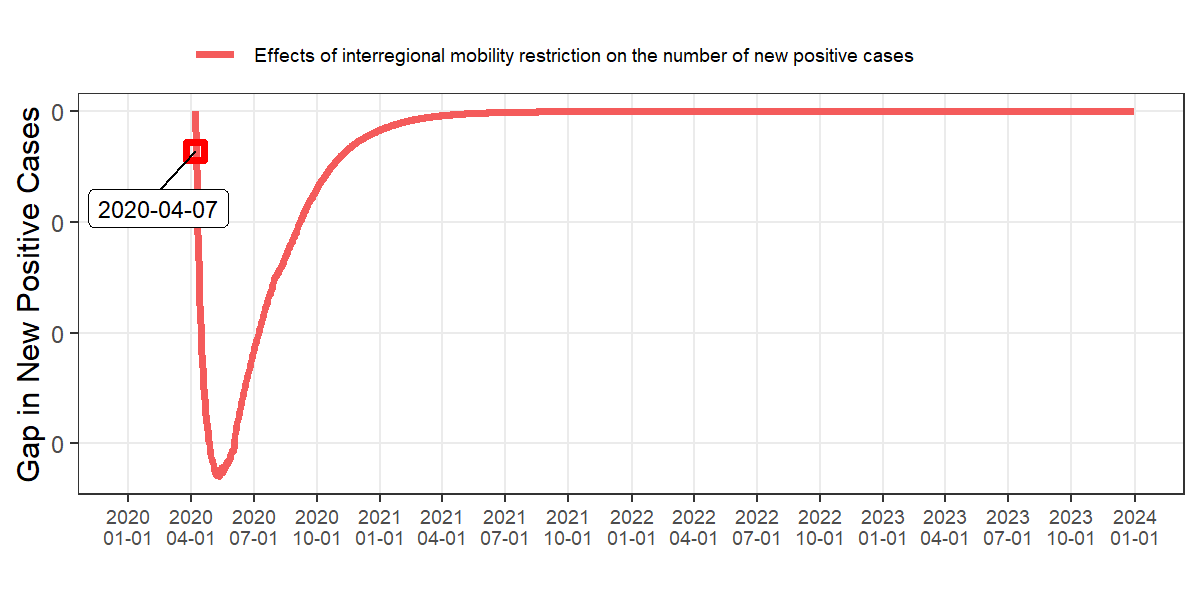 Effects of interregional mobility restriction on the number of new positive cases
Gap in New Positive Cases
0
0
0
0
2020-04-07
2020 2020 2020 2020 2021 2021 2021 2021 2022 2022 2022 2022 2023 2023 2023 2023 2024
01-01 04-01 07-01 10-01 01-01 04-01 07-01 10-01 01-01 04-01 07-01 10-01 01-01 04-01 07-01 10-01 01-01